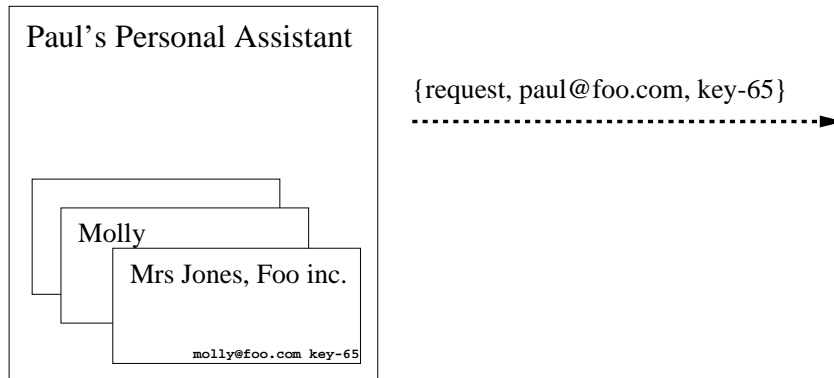 Paul's Personal Assistant
{request, paul@foo.com, key-65}
Molly
Mrs Jones, Foo inc.
molly@foo.com key-65